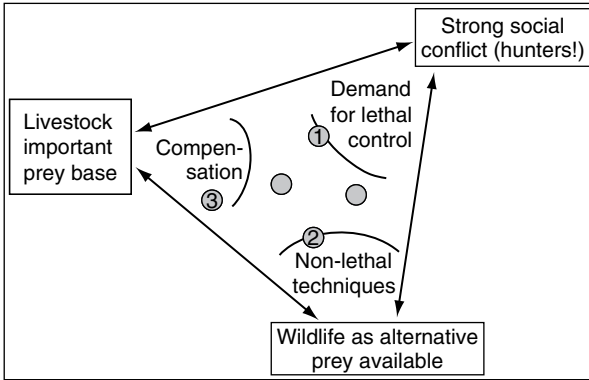 Strong social
conflict (hunters!)
Livestock
important
prey base
Demand
for lethal
control
1
Compen-
sation
3
2
Non-lethal
techniques
Wildlife as alternative
prey available